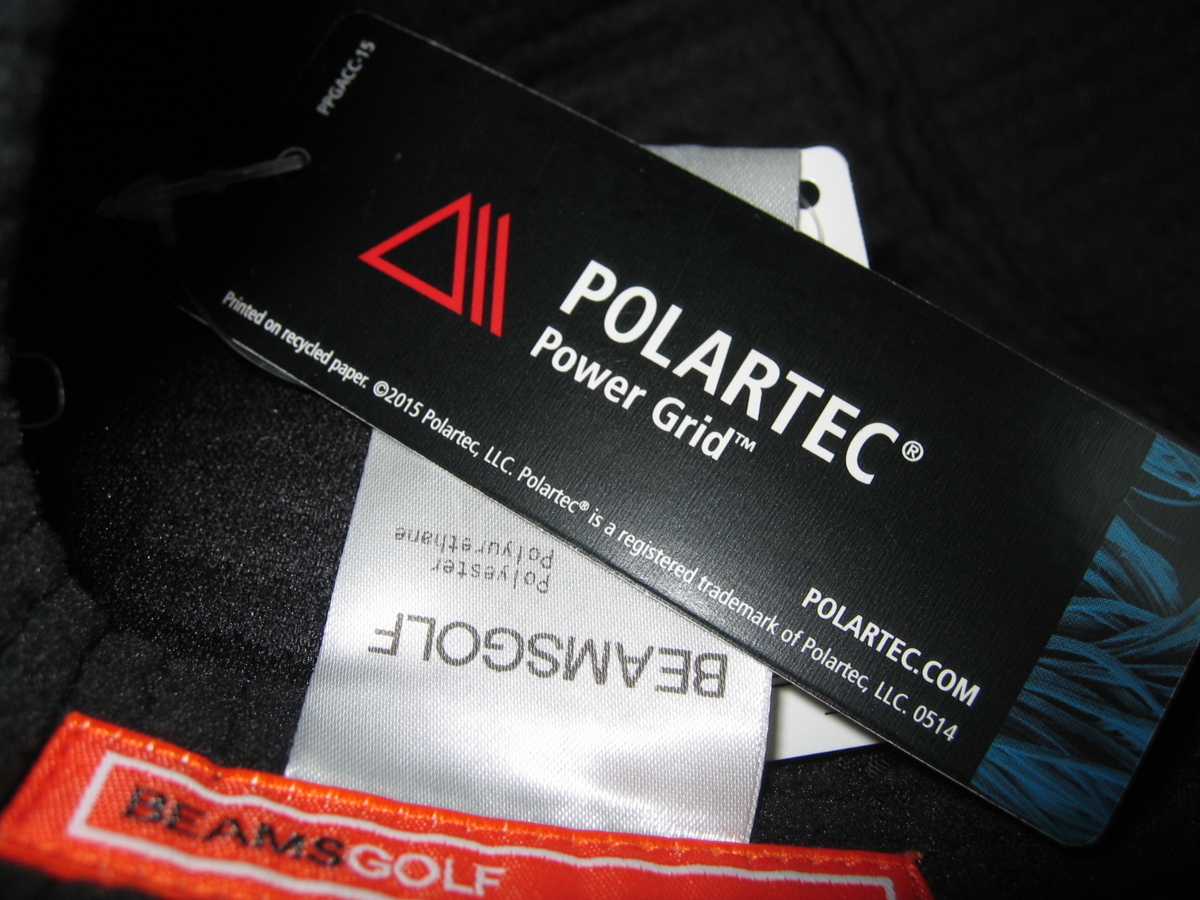 PPGACC-15
POLARTEC®
Power Grid™
Printed on recycled paper. ©2015 Polartec, LLC. Polartec® is a registered trademark of Polartec, LLC. 0514
POLARTEC.COM
BEAMSGOLF
Polyester
Polyurethane
BEAMSGOLF